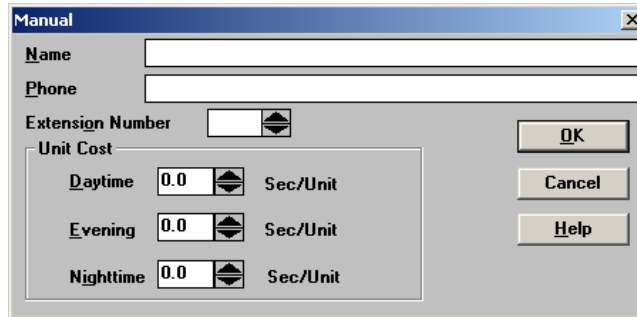 Manual
Name
Phone
Extension Number
Unit Cost
Daytime 0.0 Sec/Unit
Evening 0.0 Sec/Unit
Nighttime 0.0 Sec/Unit
OK
Cancel
Help